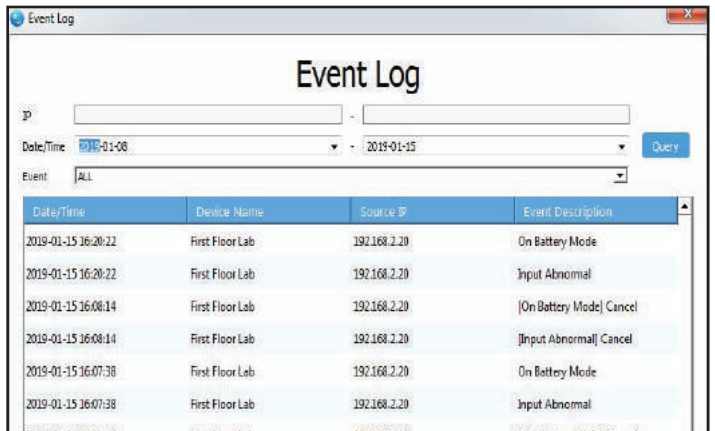 Event Log
X
Event Log
IP -
Date/Time 2019-01-08 - 2019-01-15 Query
Event ALL
Date/Time Device Name Source IP Event Description
2019-01-15 16:20:22 First Floor Lab 192.168.2.20 On Battery Mode
2019-01-15 16:20:22 First Floor Lab 192.168.2.20 Input Abnormal
2019-01-15 16:08:14 First Floor Lab 192.168.2.20 [On Battery Mode] Cancel
2019-01-15 16:08:14 First Floor Lab 192.168.2.20 [Input Abnormal] Cancel
2019-01-15 16:07:38 First Floor Lab 192.168.2.20 On Battery Mode
2019-01-15 16:07:38 First Floor Lab 192.168.2.20 Input Abnormal